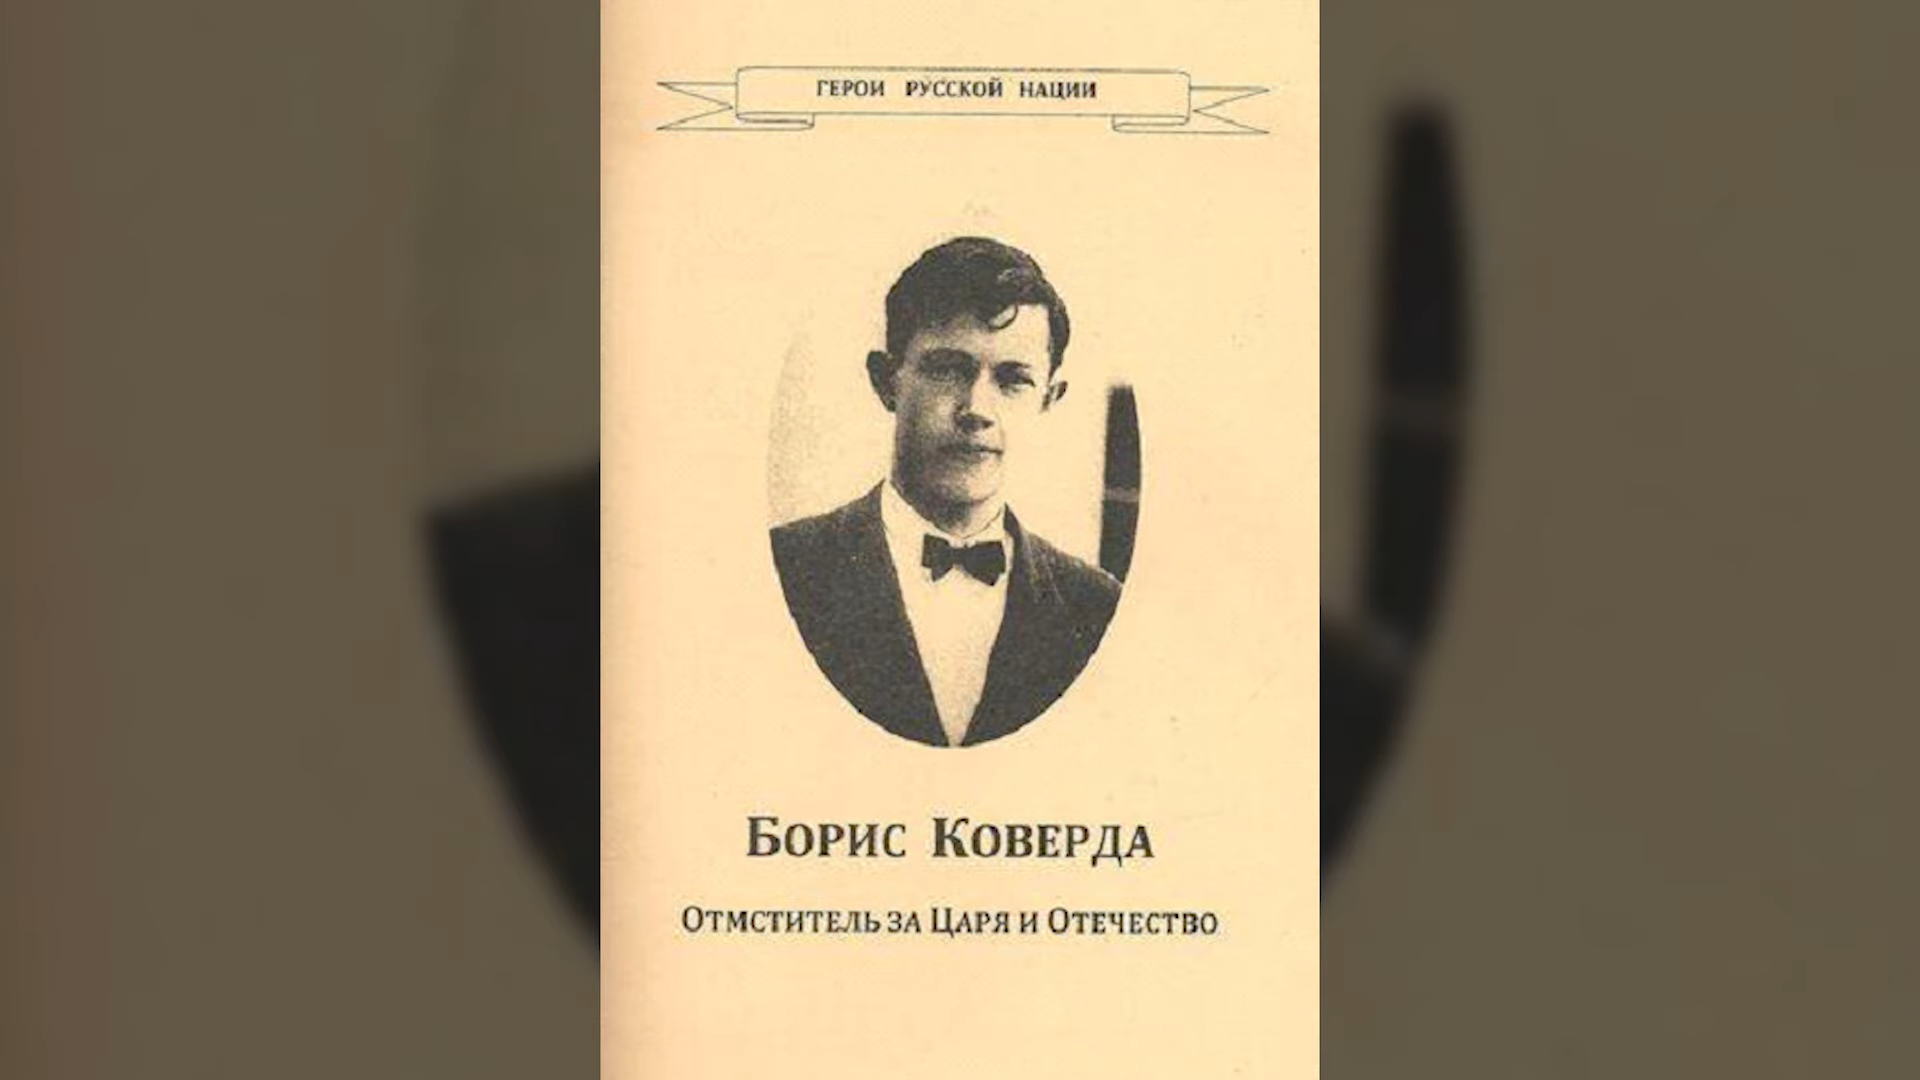 ГЕРОИ РУССКОЙ НАЦИИ
БОРИС КОВЕРДА
ОТМСТИТЕЛЬ ЗА ЦАРЯ И ОТЕЧЕСТВО